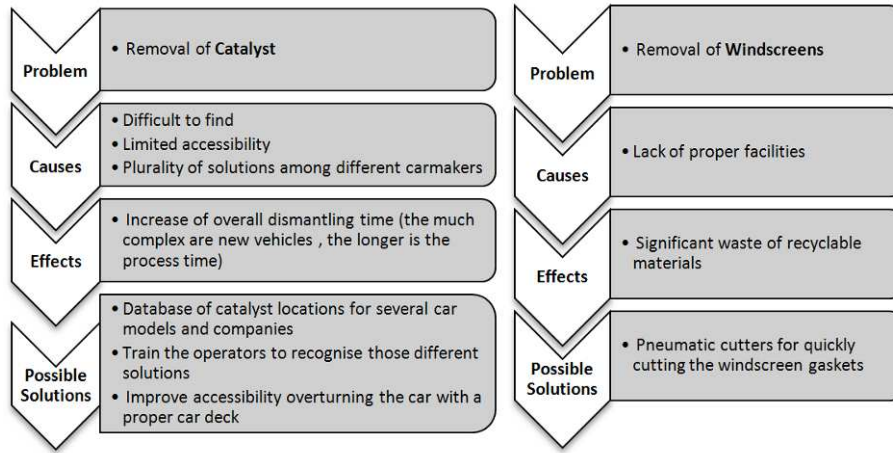 Problem
• Removal of Catalyst
Causes
• Difficult to find
• Limited accessibility
• Plurality of solutions among different carmakers
Effects
• Increase of overall dismantling time (the much
complex are new vehicles , the longer is the
process time)
Possible
Solutions
• Database of catalyst locations for several car
models and companies
• Train the operators to recognise those different
solutions
• Improve accessibility overturning the car with a
proper car deck
Problem
• Removal of Windscreens
Causes
• Lack of proper facilities
Effects
• Significant waste of recyclable
materials
Possible
Solutions
• Pneumatic cutters for quickly
cutting the windscreen gaskets